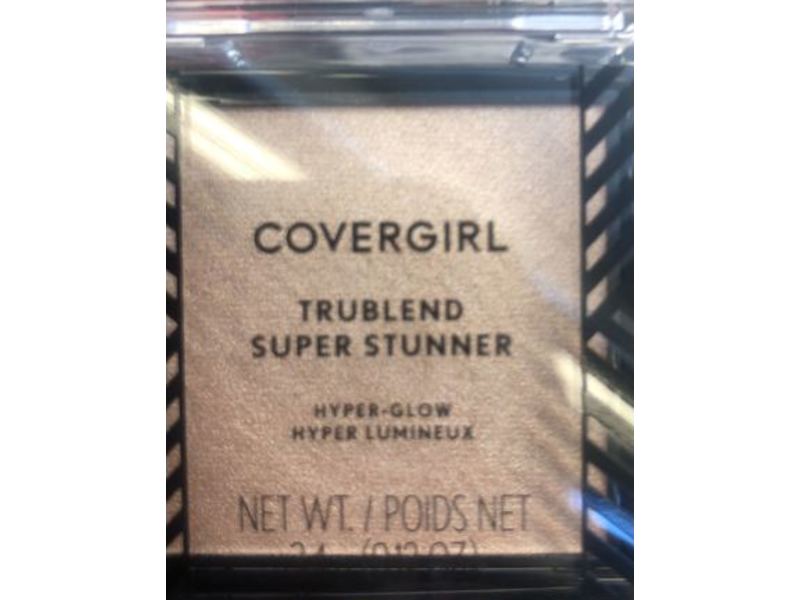 COVERGIRL
TRUBLEND
SUPER STUNNER
HYPER-GLOW
HYPER LUMINEUX
NET WT. / POIDS NET